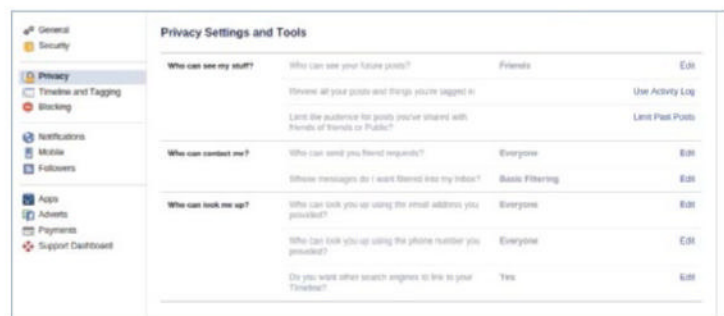 General
Security
Privacy
Timeline and Tagging
Blocking
Notifications
Mobile
Followers
Apps
Adverts
Payments
Support Dashboard
Privacy Settings and Tools
Who can see my stuff? Who can see your future posts? Friends Edit
Review all your posts and things you're tagged in Use Activity Log
Limit the audience for posts you've shared with Limit Past Posts
friends of friends or Public?
Who can contact me? Who can send you friend requests? Everyone Edit
Whose messages do I want filtered into my inbox? Basic Filtering Edit
Who can look me up? Who can look you up using the email address you Everyone Edit
provided?
Who can look you up using the phone number you Everyone Edit
provided?
Do you want other search engines to link to your Yes Edit
Timeline?